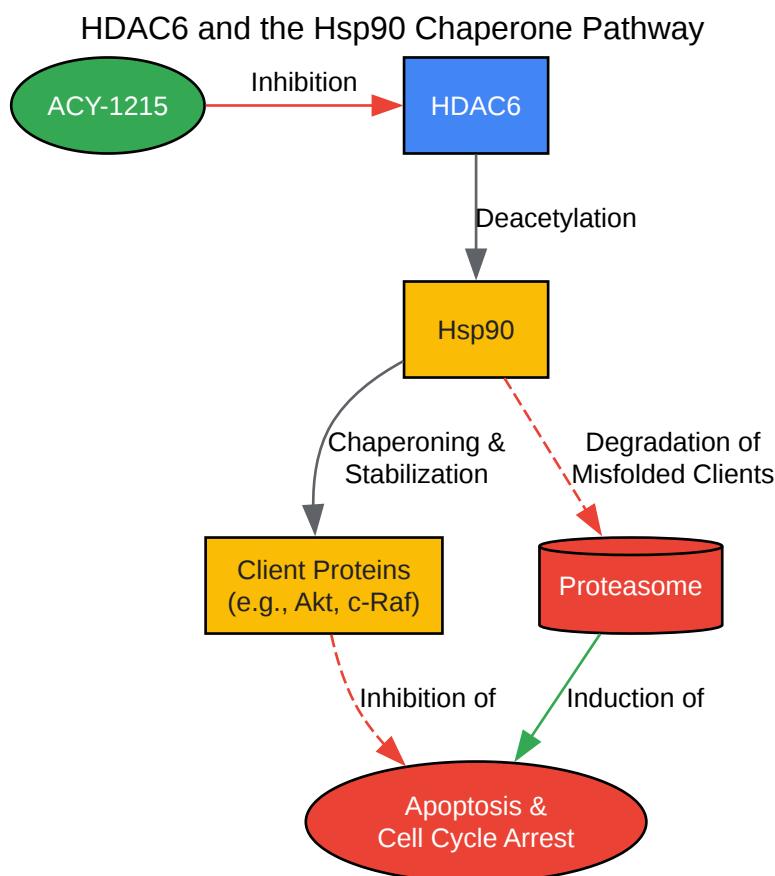 HDAC6 and the Hsp90 Chaperone Pathway
Inhibition
ACY-1215
HDAC6
Deacetylation
Hsp90
Chaperoning &
Stabilization
Degradation of
Misfolded Clients
Client Proteins
(e.g., Akt, c-Raf)
Proteasome
Inhibition of
Induction of
Apoptosis &
Cell Cycle Arrest